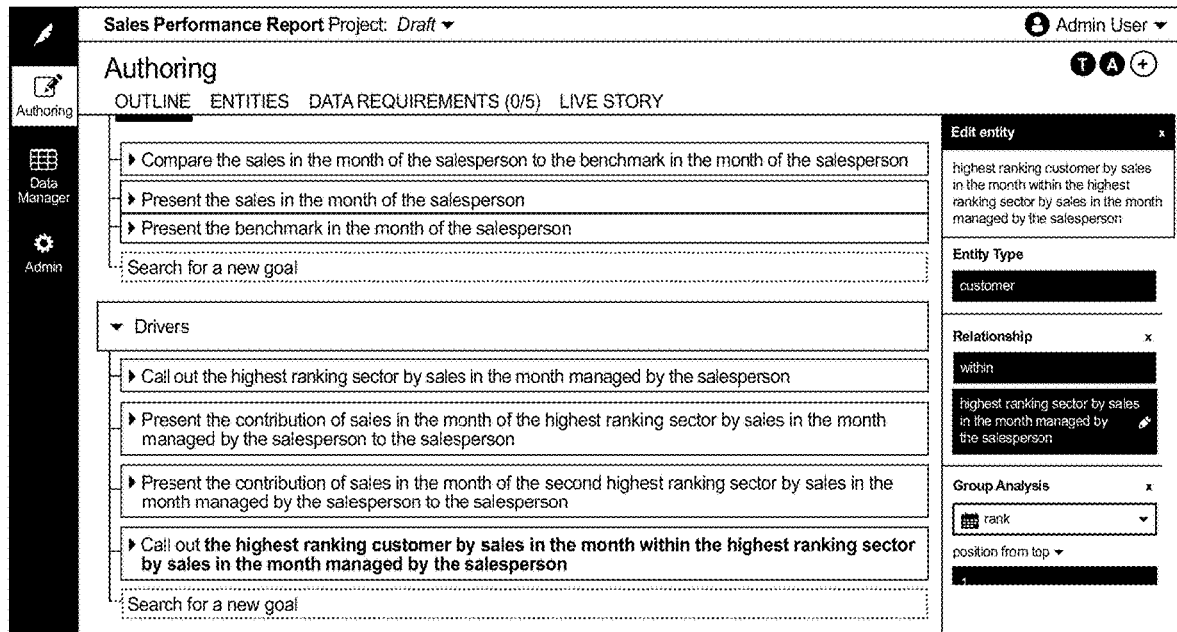 Sales Performance Report Project: Draft
Admin User
Authoring
T A +
OUTLINE ENTITIES DATA REQUIREMENTS (0/5) LIVE STORY
Authoring
Data
Manager
Admin
Compare the sales in the month of the salesperson to the benchmark in the month of the salesperson
Present the sales in the month of the salesperson
Present the benchmark in the month of the salesperson
Search for a new goal
Drivers
Call out the highest ranking sector by sales in the month managed by the salesperson
Present the contribution of sales in the month of the highest ranking sector by sales in the month
managed by the salesperson to the salesperson
Present the contribution of sales in the month of the second highest ranking sector by sales in the
month managed by the salesperson to the salesperson
Call out the highest ranking customer by sales in the month within the highest ranking sector
by sales in the month managed by the salesperson
Search for a new goal
Edit entity x
highest ranking customer by sales
in the month within the highest
ranking sector by sales in the month
managed by the salesperson
Entity Type
customer
Relationship x
within
highest ranking sector by sales
in the month managed by
the salesperson
Group Analysis x
rank
position from top